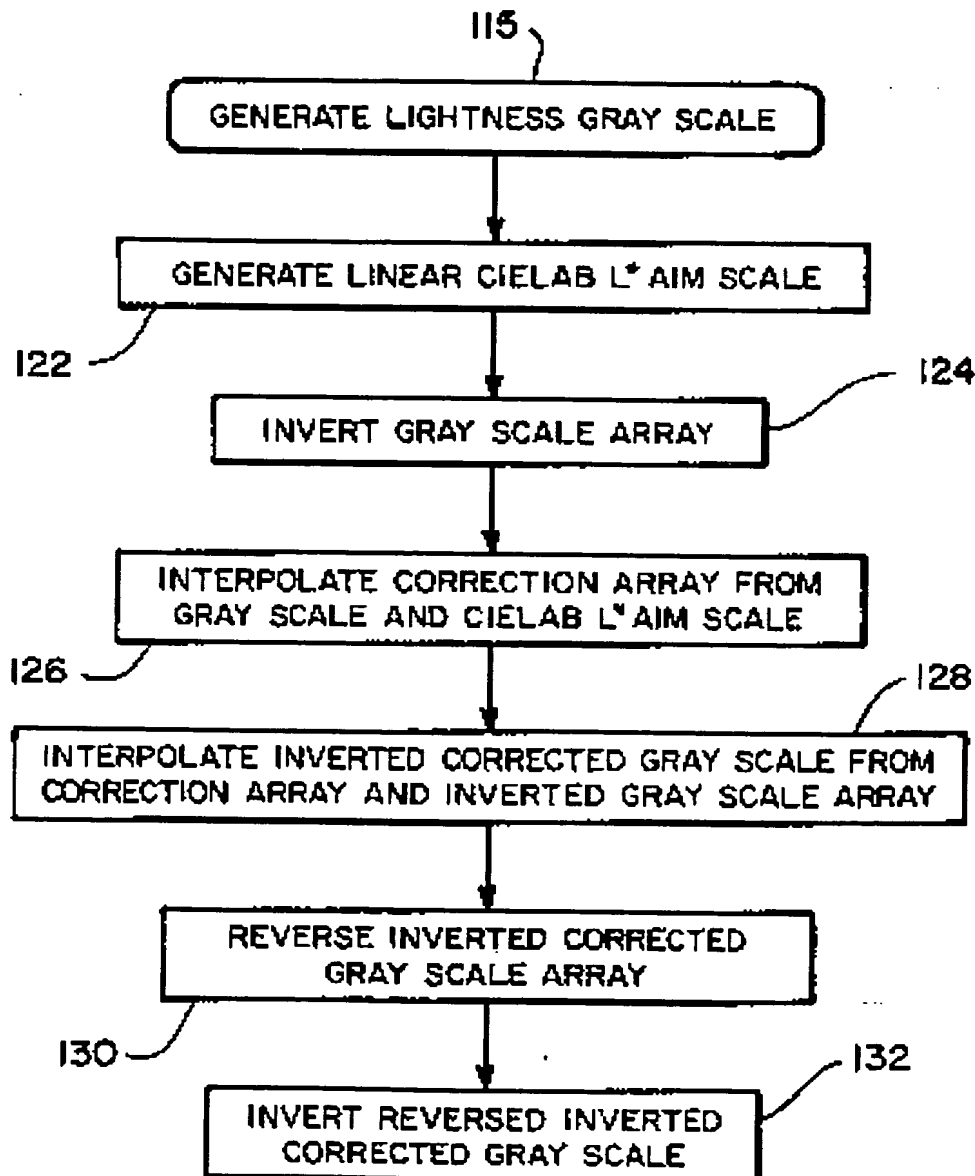 115
GENERATE LIGHTNESS GRAY SCALE
GENERATE LINEAR CIELAB L* AIM SCALE
122
124
INVERT GRAY SCALE ARRAY
INTERPOLATE CORRECTION ARRAY FROM
GRAY SCALE AND CIELAB L* AIM SCALE
126
128
INTERPOLATE INVERTED CORRECTED GRAY SCALE FROM
CORRECTION ARRAY AND INVERTED GRAY SCALE ARRAY
REVERSE INVERTED CORRECTED
GRAY SCALE ARRAY
130
132
INVERT REVERSED INVERTED
CORRECTED GRAY SCALE